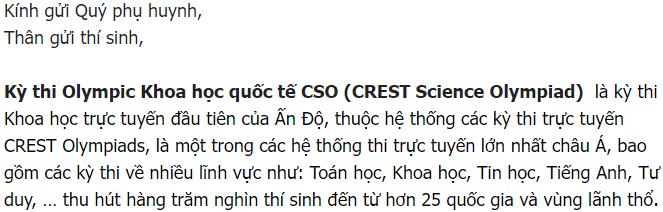 Kính gửi Quý phụ huynh,
Thân gửi thí sinh,
Kỳ thi Olympic Khoa học quốc tế CSO (CREST Science Olympiad) là kỳ thi
Khoa học trực tuyến đầu tiên của Ấn Độ, thuộc hệ thống các kỳ thi trực tuyến
CREST Olympiads, là một trong các hệ thống thi trực tuyến lớn nhất châu Á, bao
gồm các kỳ thi về nhiều lĩnh vực như: Toán học, Khoa học, Tin học, Tiếng Anh, Tư
duy, ... thu hút hàng trăm nghìn thí sinh đến từ hơn 25 quốc gia và vùng lãnh thổ.